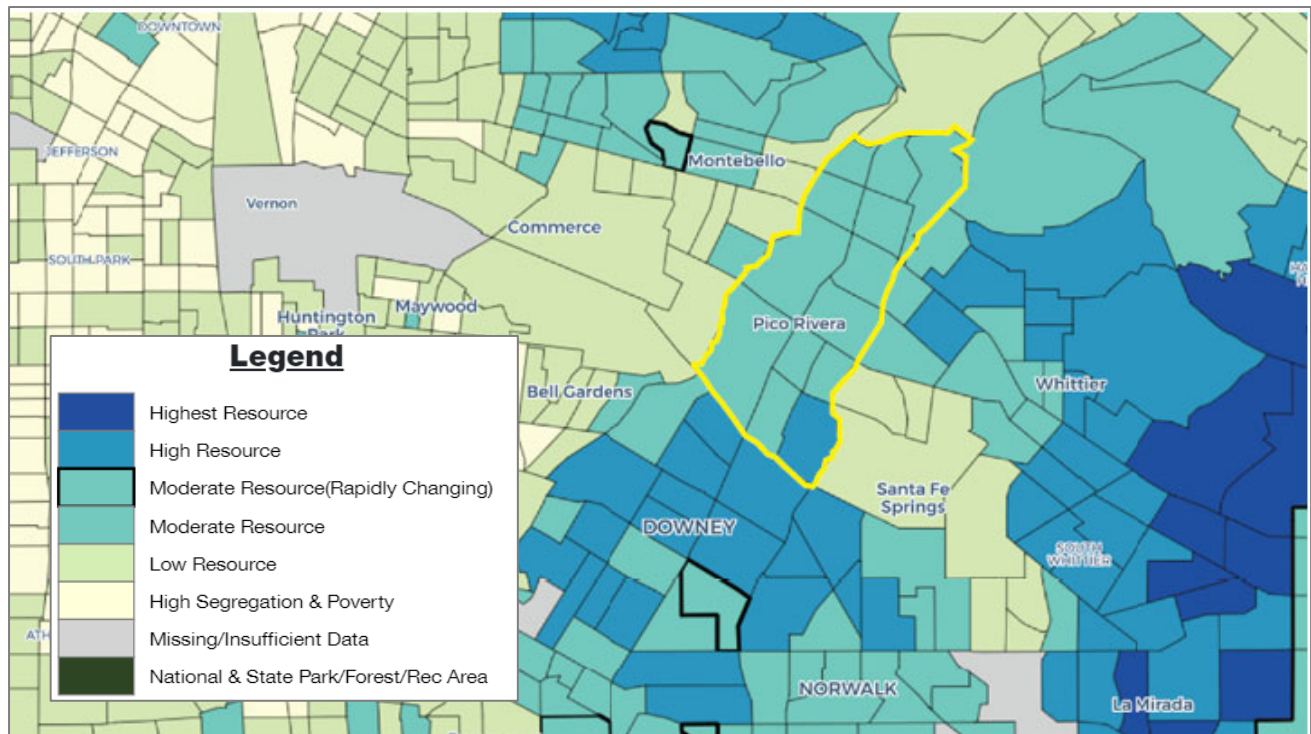 DOWNTOWN
JEFFERSON
Montebello
Vernon
Commerce
SOUTH PARK
Maywood
Huntington
Park
Pico Rivera
Bell Gardens
Whittier
Santa Fe
Springs
DOWNEY
SOUTH
WHITTIER
NORWALK
La Mirada
Legend
Highest Resource
High Resource
Moderate Resource(Rapidly Changing)
Moderate Resource
Low Resource
High Segregation & Poverty
Missing/Insufficient Data
National & State Park/Forest/Rec Area